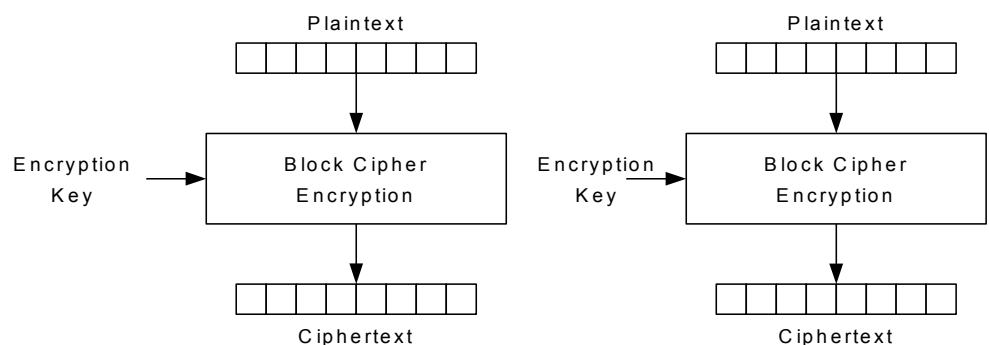 Plaintext
Plaintext
Encryption
Key
Block Cipher
Encryption
Encryption
Key
Block Cipher
Encryption
Ciphertext
Ciphertext